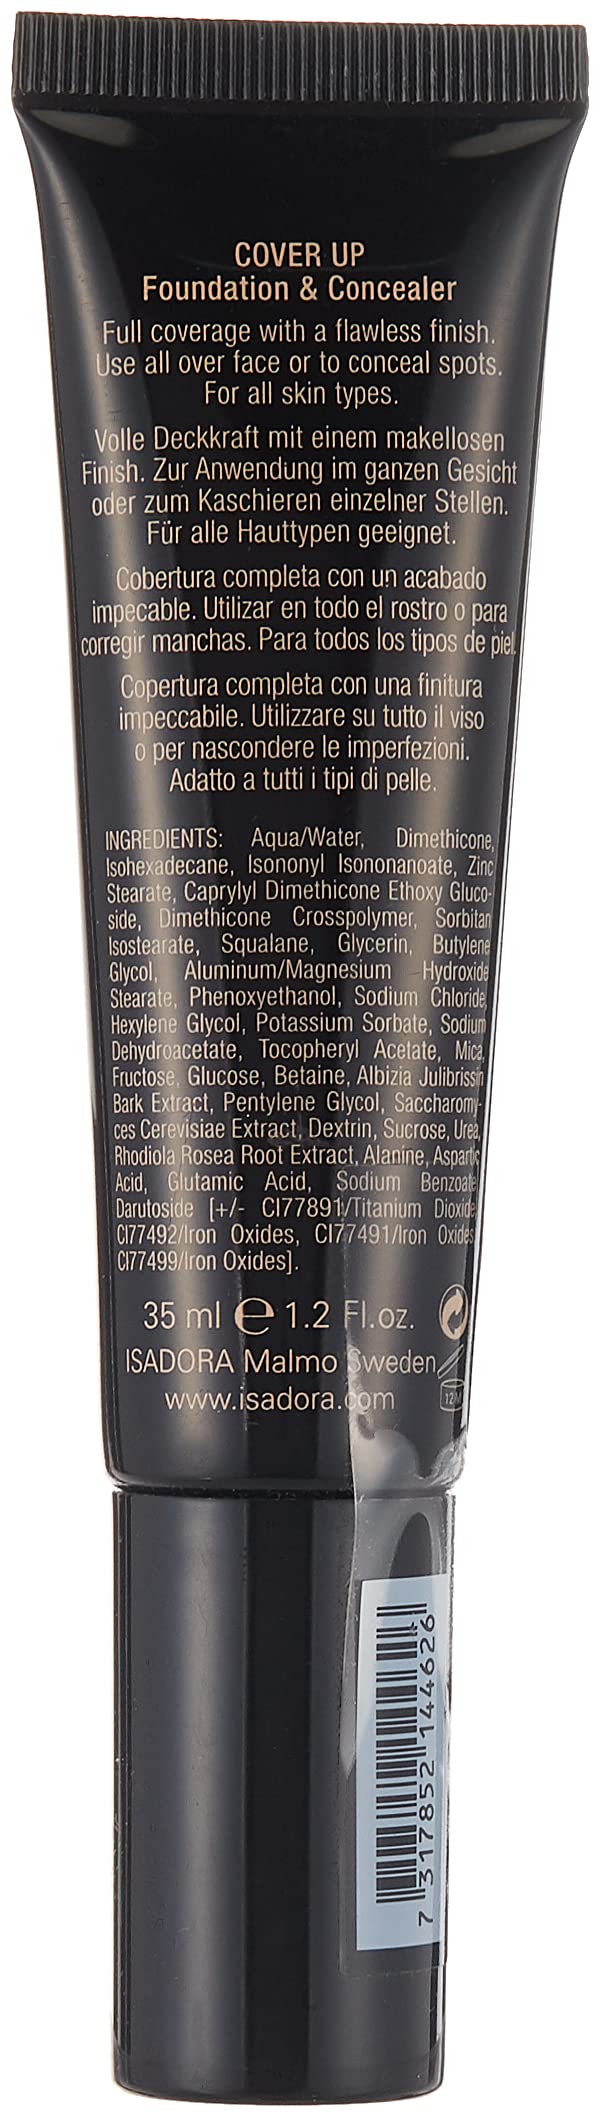 COVER UP
Foundation & Concealer
Full coverage with a flawless finish.
Use all over face or to conceal spots.
For all skin types.
Volle Deckkraft mit einem makellosen
Finish. Zur Anwendung im ganzen Gesicht
oder zum Kaschieren einzelner Stellen.
Für alle Hauttypen geeignet.
Cobertura completa con un acabado
impecable. Utilizar en todo el rostro o para
corregir manchas. Para todos los tipos de piel.
Copertura completa con una finitura
impeccabile. Utilizzare su tutto il viso
o per nascondere le imperfezioni.
Adatto a tutti i tipi di pelle.
INGREDIENTS: Aqua/Water, Dimethicone,
Isohexadecane, Isononyl Isononanoate, Zinc
Stearate, Caprylyl Dimethicone Ethoxy Gluco-
side, Dimethicone Crosspolymer, Sorbitan
Isostearate, Squalane, Glycerin, Butylene
Glycol, Aluminum/Magnesium Hydroxide
Stearate, Phenoxyethanol, Sodium Chloride,
Hexylene Glycol, Potassium Sorbate, Sodium
Dehydroacetate, Tocopheryl Acetate, Mica,
Fructose, Glucose, Betaine, Albizia Julibrissin
Bark Extract, Pentylene Glycol, Saccharomy-
ces Cerevisiae Extract, Dextrin, Sucrose, Urea,
Rhodiola Rosea Root Extract, Alanine, Aspartic
Acid, Glutamic Acid, Sodium Benzoate,
Darutoside [+/- CI77891/Titanium Dioxide,
CI77492/Iron Oxides, CI77491/Iron Oxides,
CI77499/Iron Oxides].
35 ml e 1.2 Fl.oz.
ISADORA Malmo Sweden
www.isadora.com
12 M
7 317852 144626